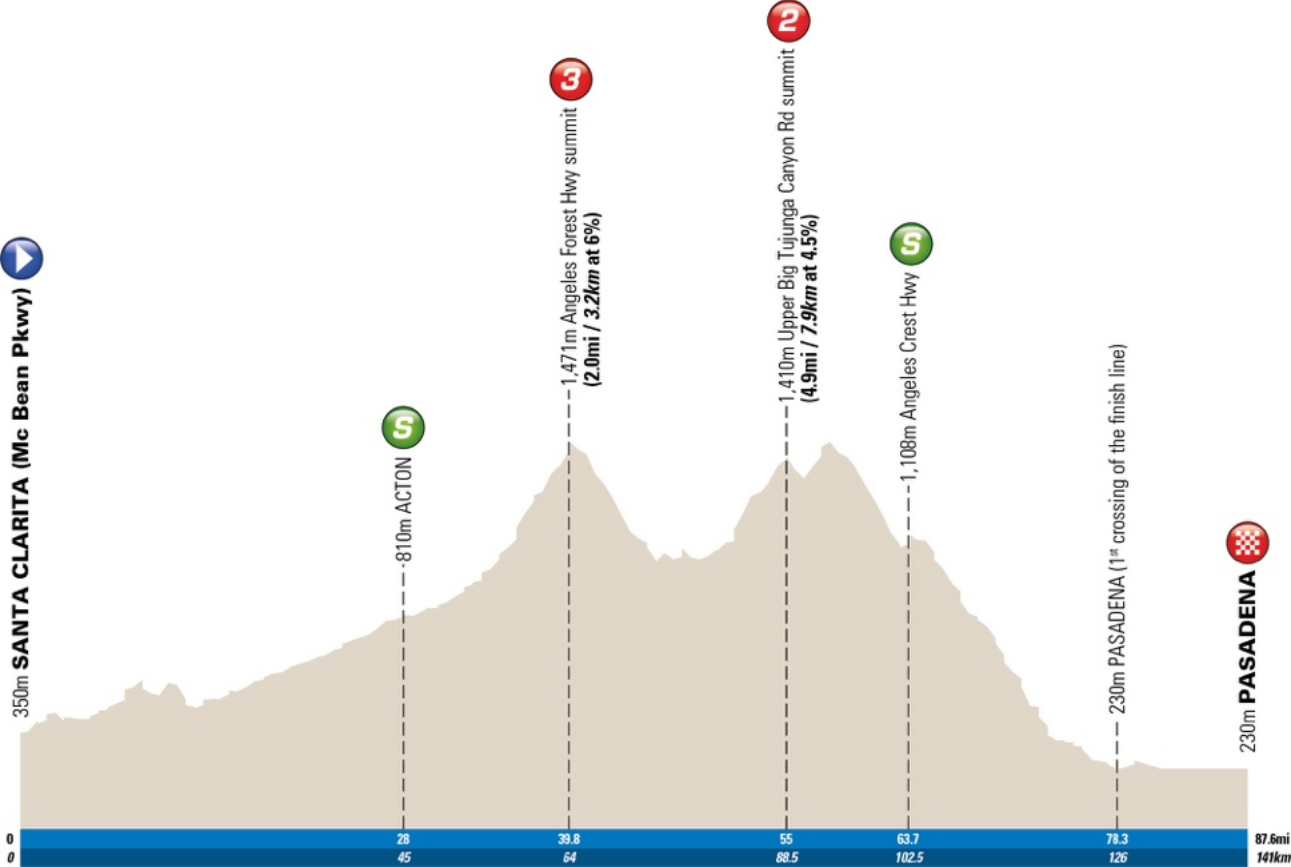 350m SANTA CLARITA (Mc Bean Pkwy)
S
810m ACTON
3
1,471m Angeles Forest Hwy summit
(2.0mi / 3.2km at 6%)
2
1,410m Upper Big Tujunga Canyon Rd summit
(4.9mi / 7.9km at 4.5%)
S
1,108m Angeles Crest Hwy
230m PASADENA (1st crossing of the finish line)
230m PASADENA
0 28 39.8 55 63.7 78.3 87.6mi
0 45 64 88.5 102.5 126 141km